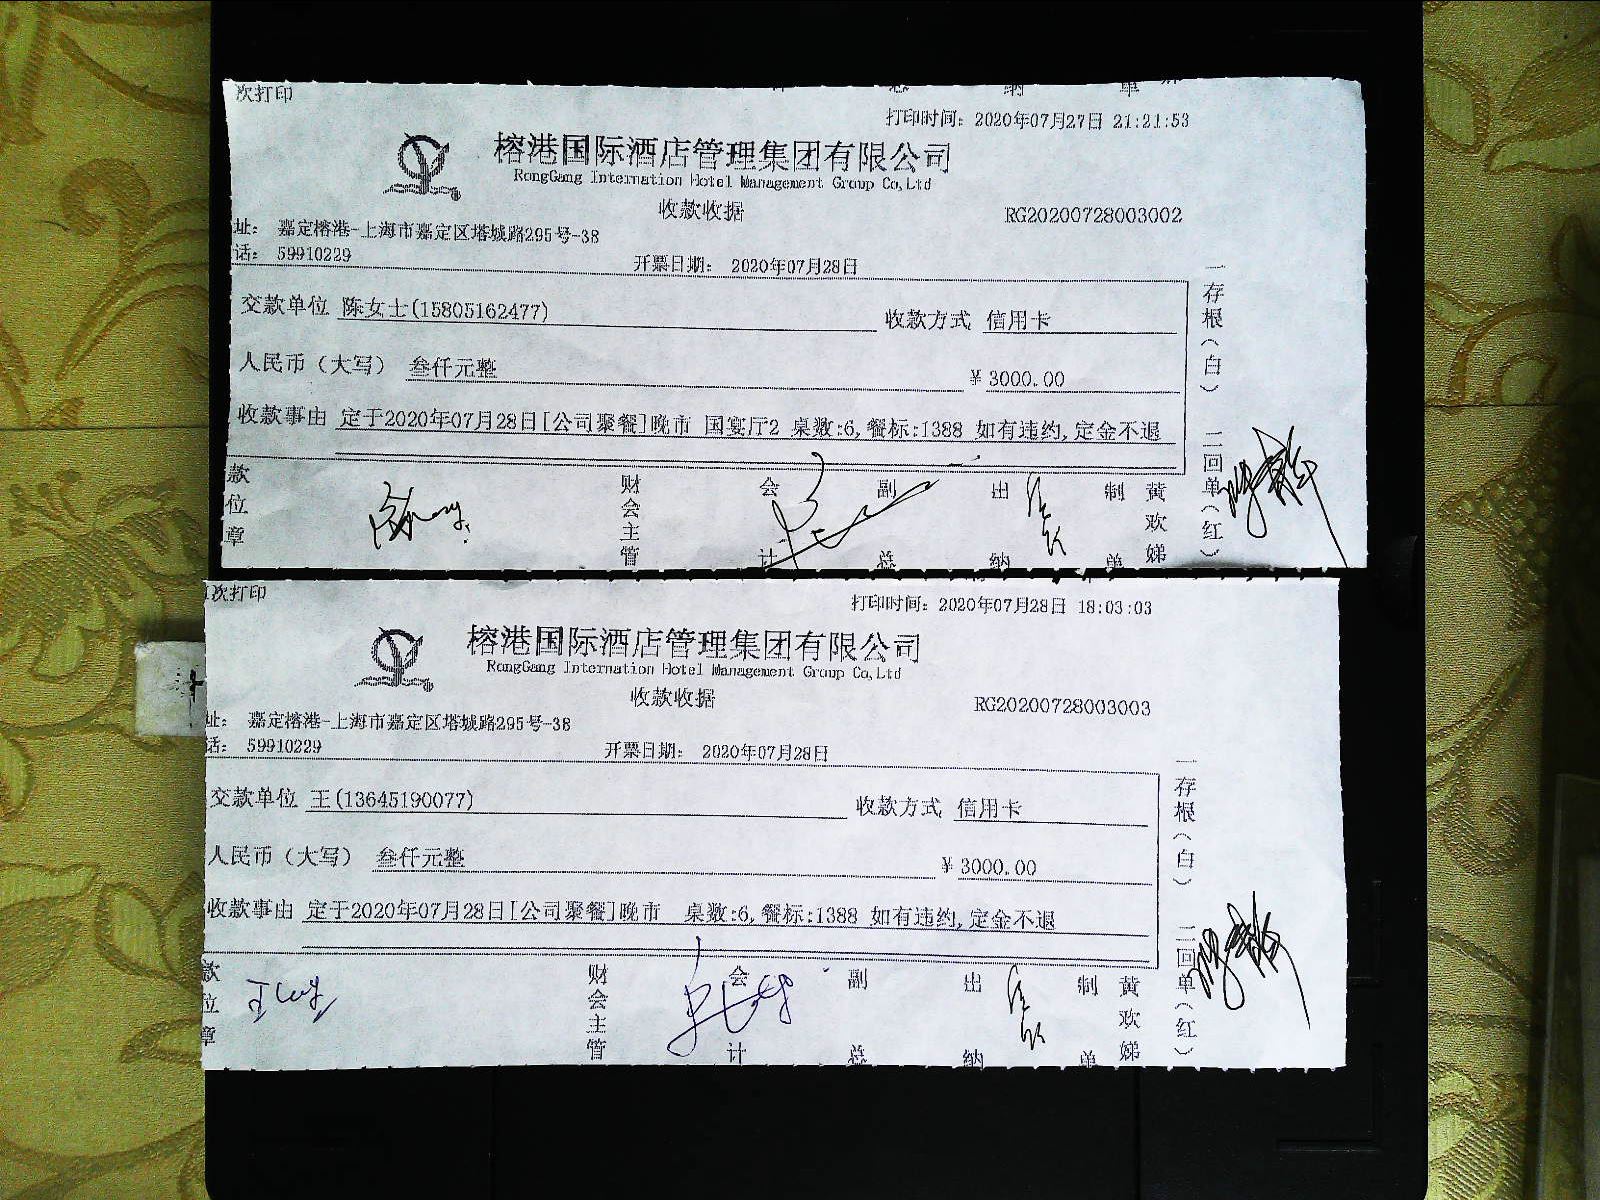 次打印
打印时间：2020年07月27日 21:21:53
榕港国际酒店管理集团有限公司
RongGang Internation Hotel Management Group Co,Ltd
收款收据
RG20200728003002
址： 嘉定榕港-上海市嘉定区塔城路295号-38
话： 59910229
开票日期： 2020年07月28日
交款单位 陈女士(15805162477) 收款方式 信用卡
人民币（大写） 叁仟元整 ¥ 3000.00
收款事由 定于2020年07月28日[公司聚餐]晚市 国宴厅2 桌数:6,餐标:1388 如有违约,定金不退
一存根（白） 二回单（红）
款位章 财会主管 会计 副总 出纳 制单 黄欢娣
1次打印
打印时间：2020年07月28日 18:03:03
榕港国际酒店管理集团有限公司
RongGang Internation Hotel Management Group Co,Ltd
收款收据
RG20200728003003
址： 嘉定榕港-上海市嘉定区塔城路295号-38
话： 59910229
开票日期： 2020年07月28日
交款单位 王(13645190077) 收款方式 信用卡
人民币（大写） 叁仟元整 ¥ 3000.00
收款事由 定于2020年07月28日[公司聚餐]晚市 桌数:6,餐标:1388 如有违约,定金不退
一存根（白） 二回单（红）
款位章 财会主管 会计 副总 出纳 制单 黄欢娣